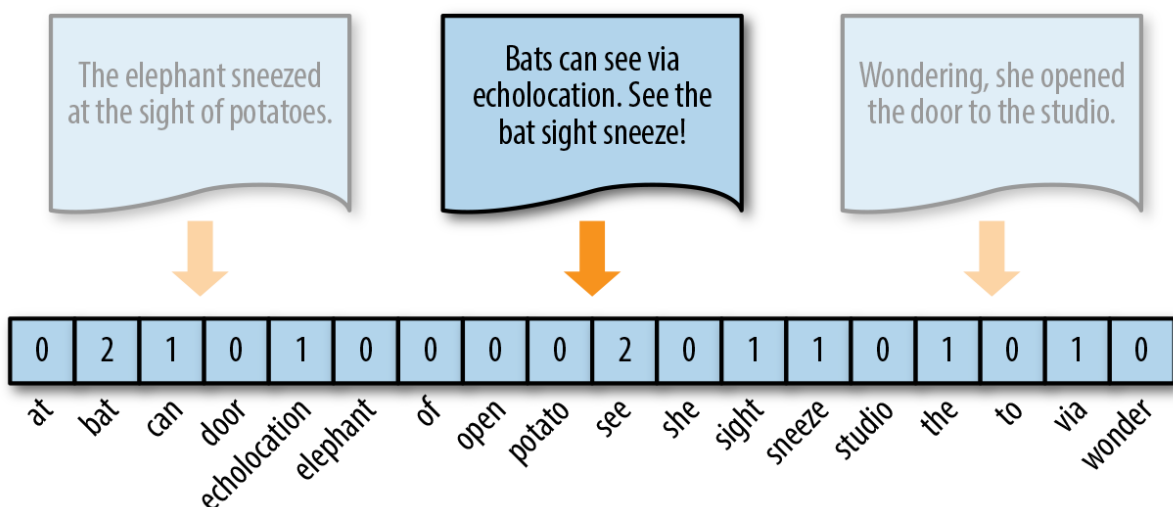 The elephant sneezed
at the sight of potatoes.
Bats can see via
echolocation. See the
bat sight sneeze!
Wondering, she opened
the door to the studio.
0 2 1 0 1 0 0 0 0 2 0 1 1 0 1 0 1 0
at bat can door echolocation elephant of open potato see she sight sneeze studio the to via wonder